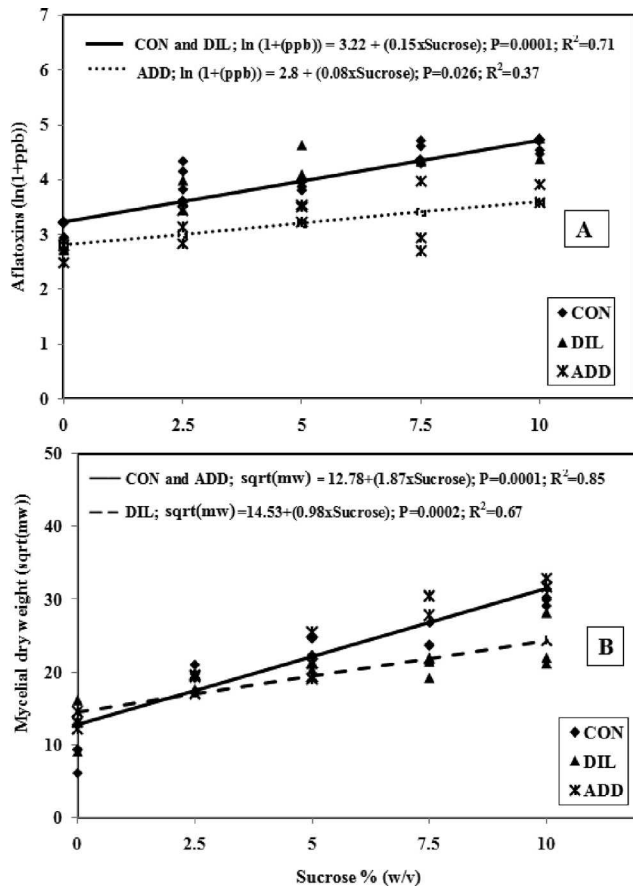 7
6
5
4
3
2
1
0
Aflatoxins (ln(1+ppb))
CON and DIL; ln (1+(ppb)) = 3.22 + (0.15xSucrose); P=0.0001; R²=0.71
ADD; ln (1+(ppb)) = 2.8 + (0.08xSucrose); P=0.026; R²=0.37
A
CON
DIL
ADD
0 2.5 5 7.5 10
50
40
30
20
10
0
Mycelial dry weight (sqrt(mw))
CON and ADD; sqrt(mw) = 12.78+(1.87xSucrose); P=0.0001; R²=0.85
DIL; sqrt(mw)=14.53+(0.98xSucrose); P=0.0002; R²=0.67
B
CON
DIL
ADD
0 2.5 5 7.5 10
Sucrose % (w/v)